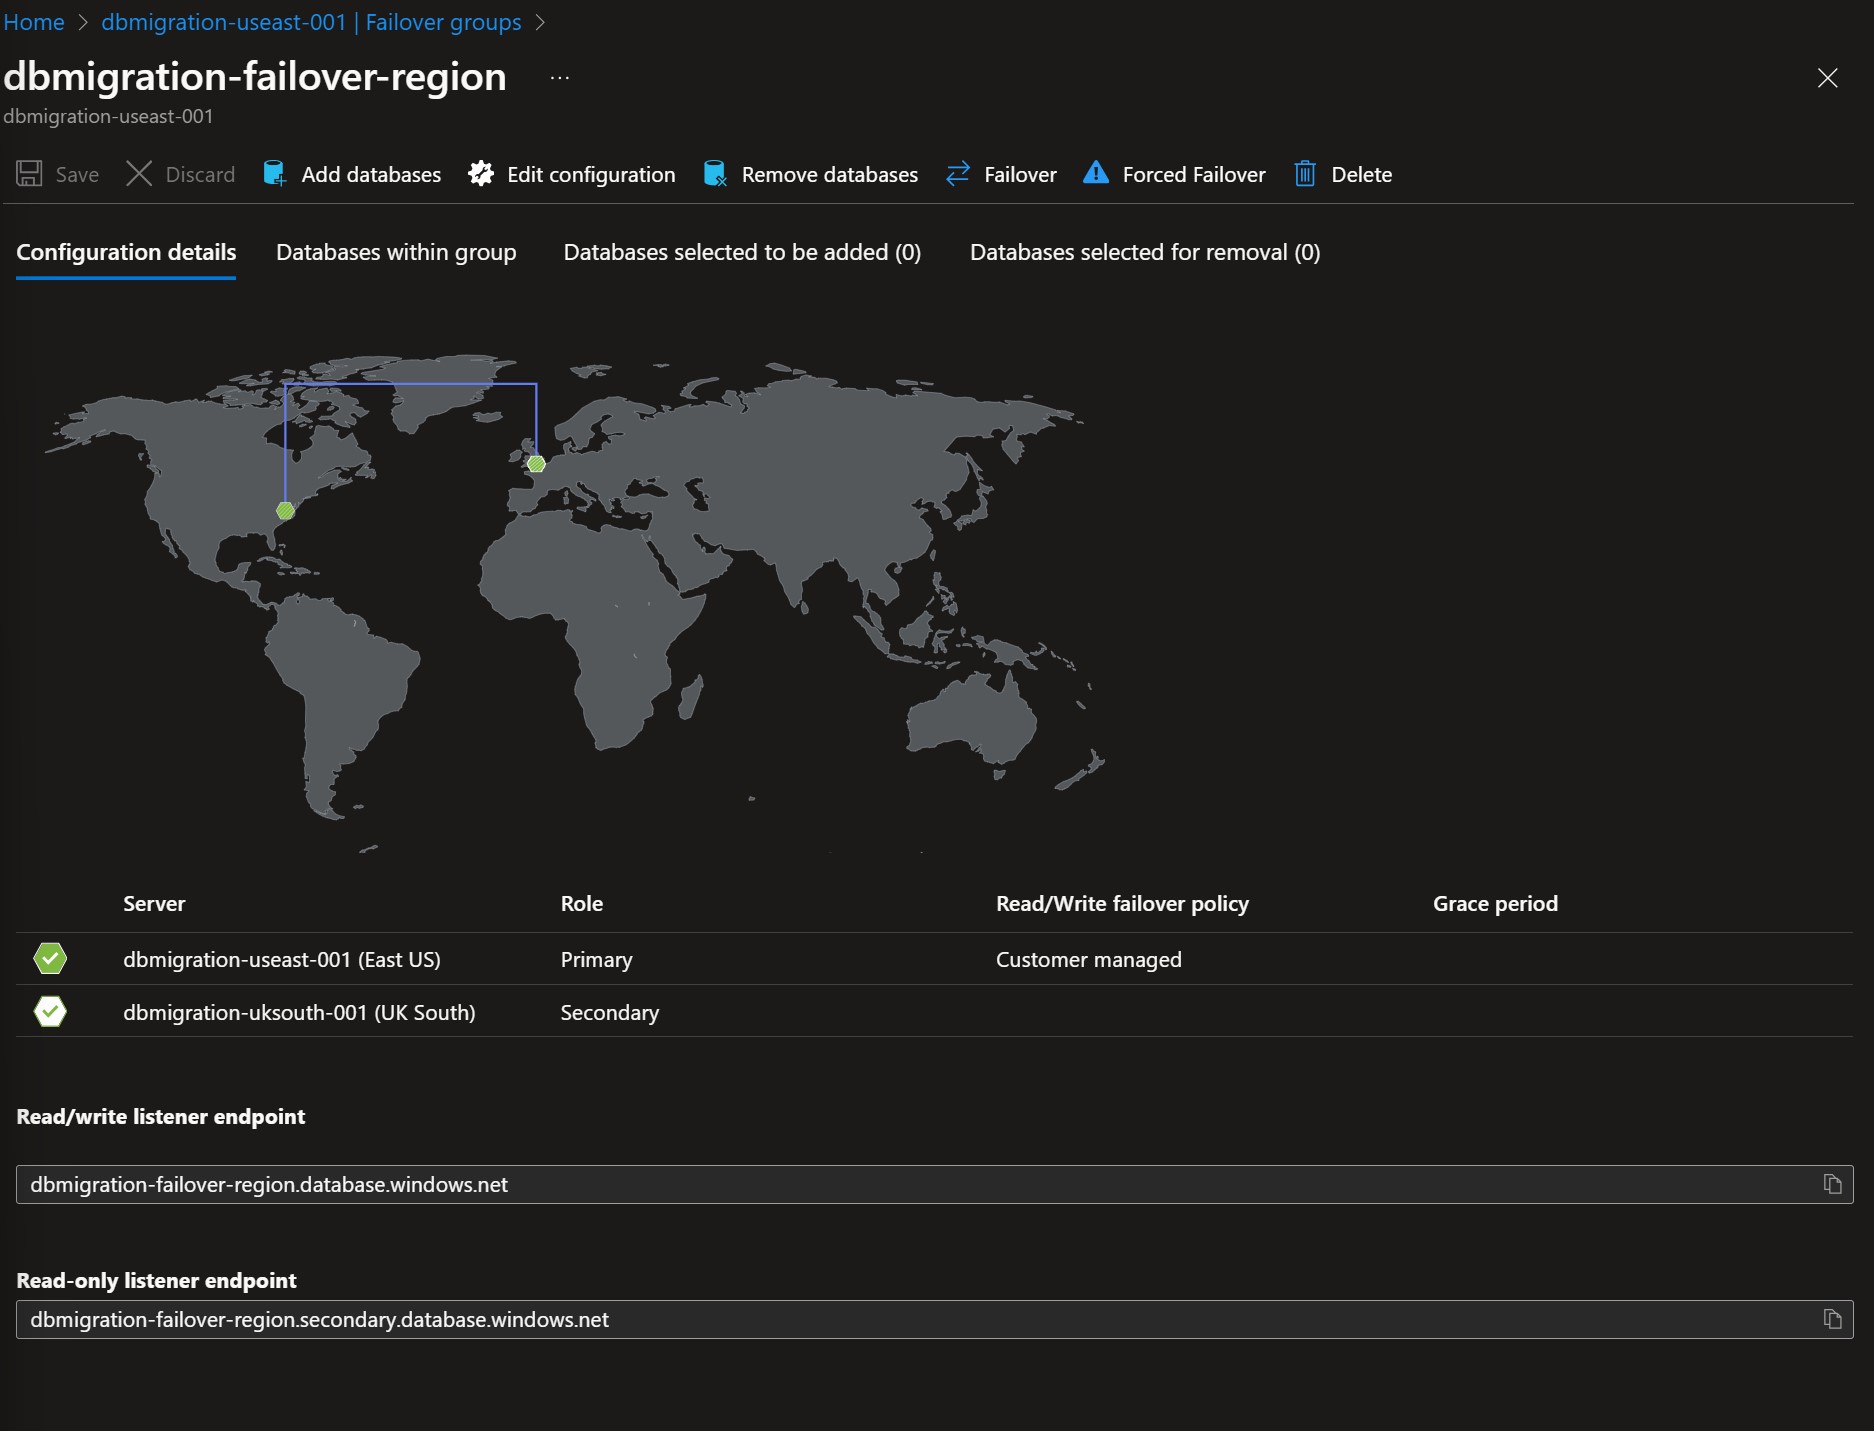 Home > dbmigration-useast-001 | Failover groups >
dbmigration-failover-region ...
dbmigration-useast-001
Save Discard Add databases Edit configuration Remove databases Failover Forced Failover Delete
Configuration details Databases within group Databases selected to be added (0) Databases selected for removal (0)
Server Role Read/Write failover policy Grace period
dbmigration-useast-001 (East US) Primary Customer managed
dbmigration-uksouth-001 (UK South) Secondary
Read/write listener endpoint
dbmigration-failover-region.database.windows.net
Read-only listener endpoint
dbmigration-failover-region.secondary.database.windows.net